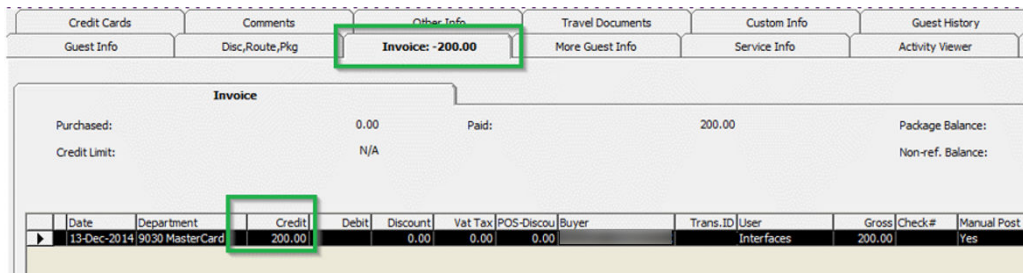 Credit Cards Comments Other Info Travel Documents Custom Info Guest History
Guest Info Disc,Route,Pkg Invoice: -200.00 More Guest Info Service Info Activity Viewer
Invoice
Purchased: 0.00 Paid: 200.00 Package Balance:
Credit Limit: N/A Non-ref. Balance:
Date Department Credit Debit Discount Vat Tax POS-Discou Buyer Trans.ID User Gross Check# Manual Post
13-Dec-2014 9030 MasterCard 200.00 0.00 0.00 0.00 Interfaces 200.00 Yes